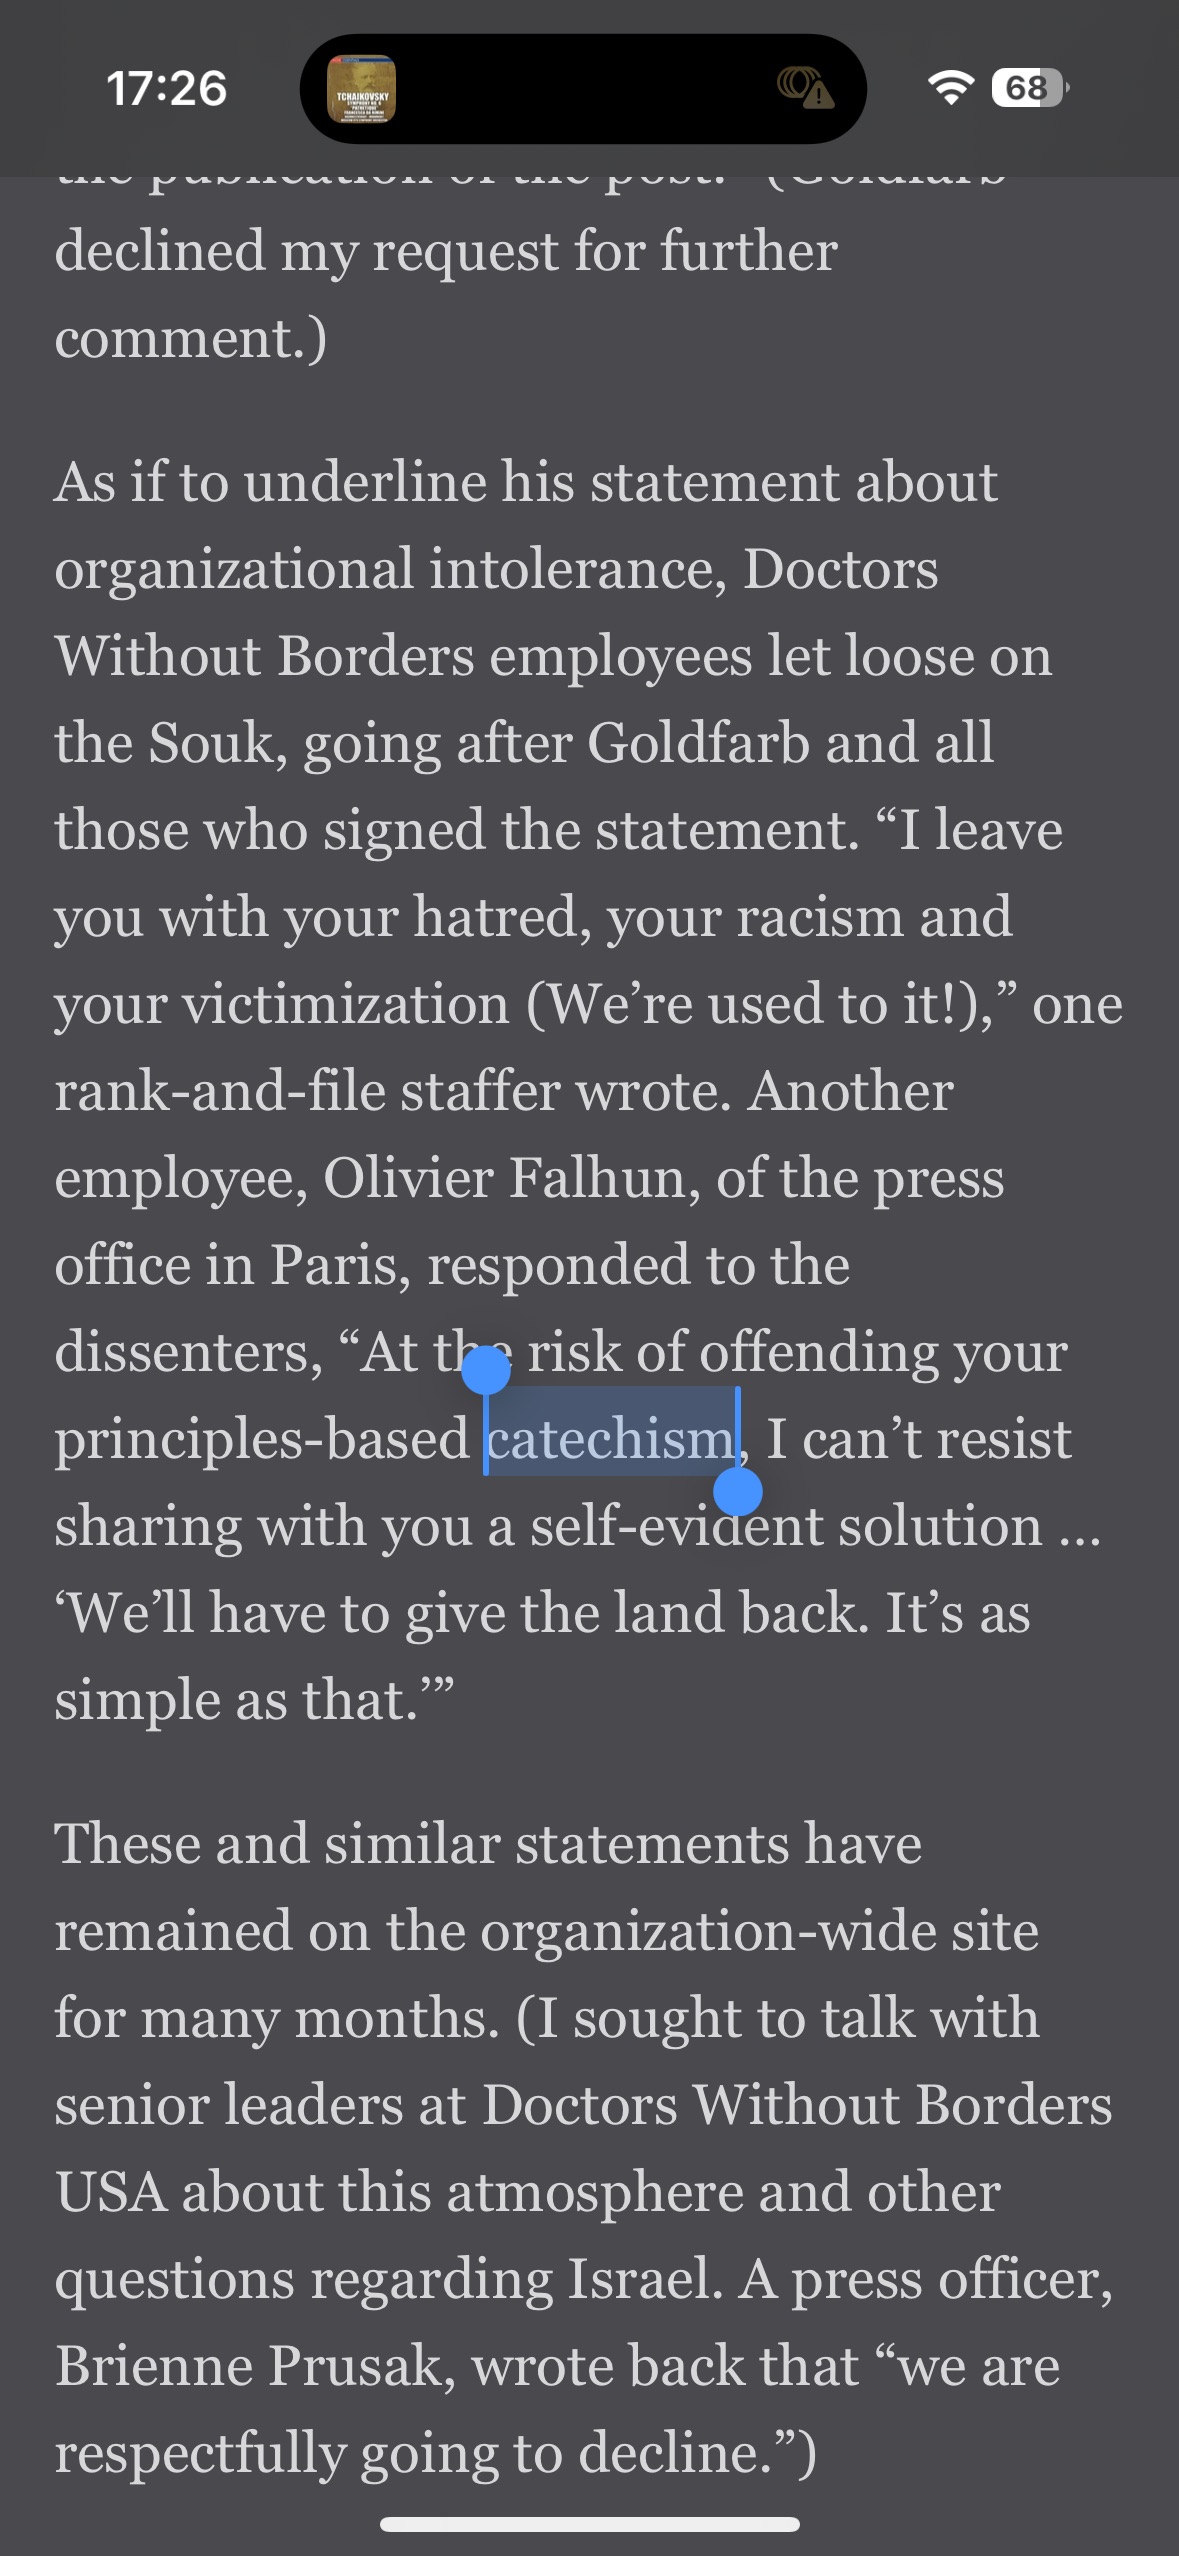 17:26
TCHAIKOVSKY
68
the publication of the post.” (Goldfarb
declined my request for further
comment.)
As if to underline his statement about
organizational intolerance, Doctors
Without Borders employees let loose on
the Souk, going after Goldfarb and all
those who signed the statement. “I leave
you with your hatred, your racism and
your victimization (We’re used to it!),” one
rank-and-file staffer wrote. Another
employee, Olivier Falhun, of the press
office in Paris, responded to the
dissenters, “At the risk of offending your
principles-based catechism, I can’t resist
sharing with you a self-evident solution ...
‘We’ll have to give the land back. It’s as
simple as that.’”
These and similar statements have
remained on the organization-wide site
for many months. (I sought to talk with
senior leaders at Doctors Without Borders
USA about this atmosphere and other
questions regarding Israel. A press officer,
Brienne Prusak, wrote back that “we are
respectfully going to decline.”)